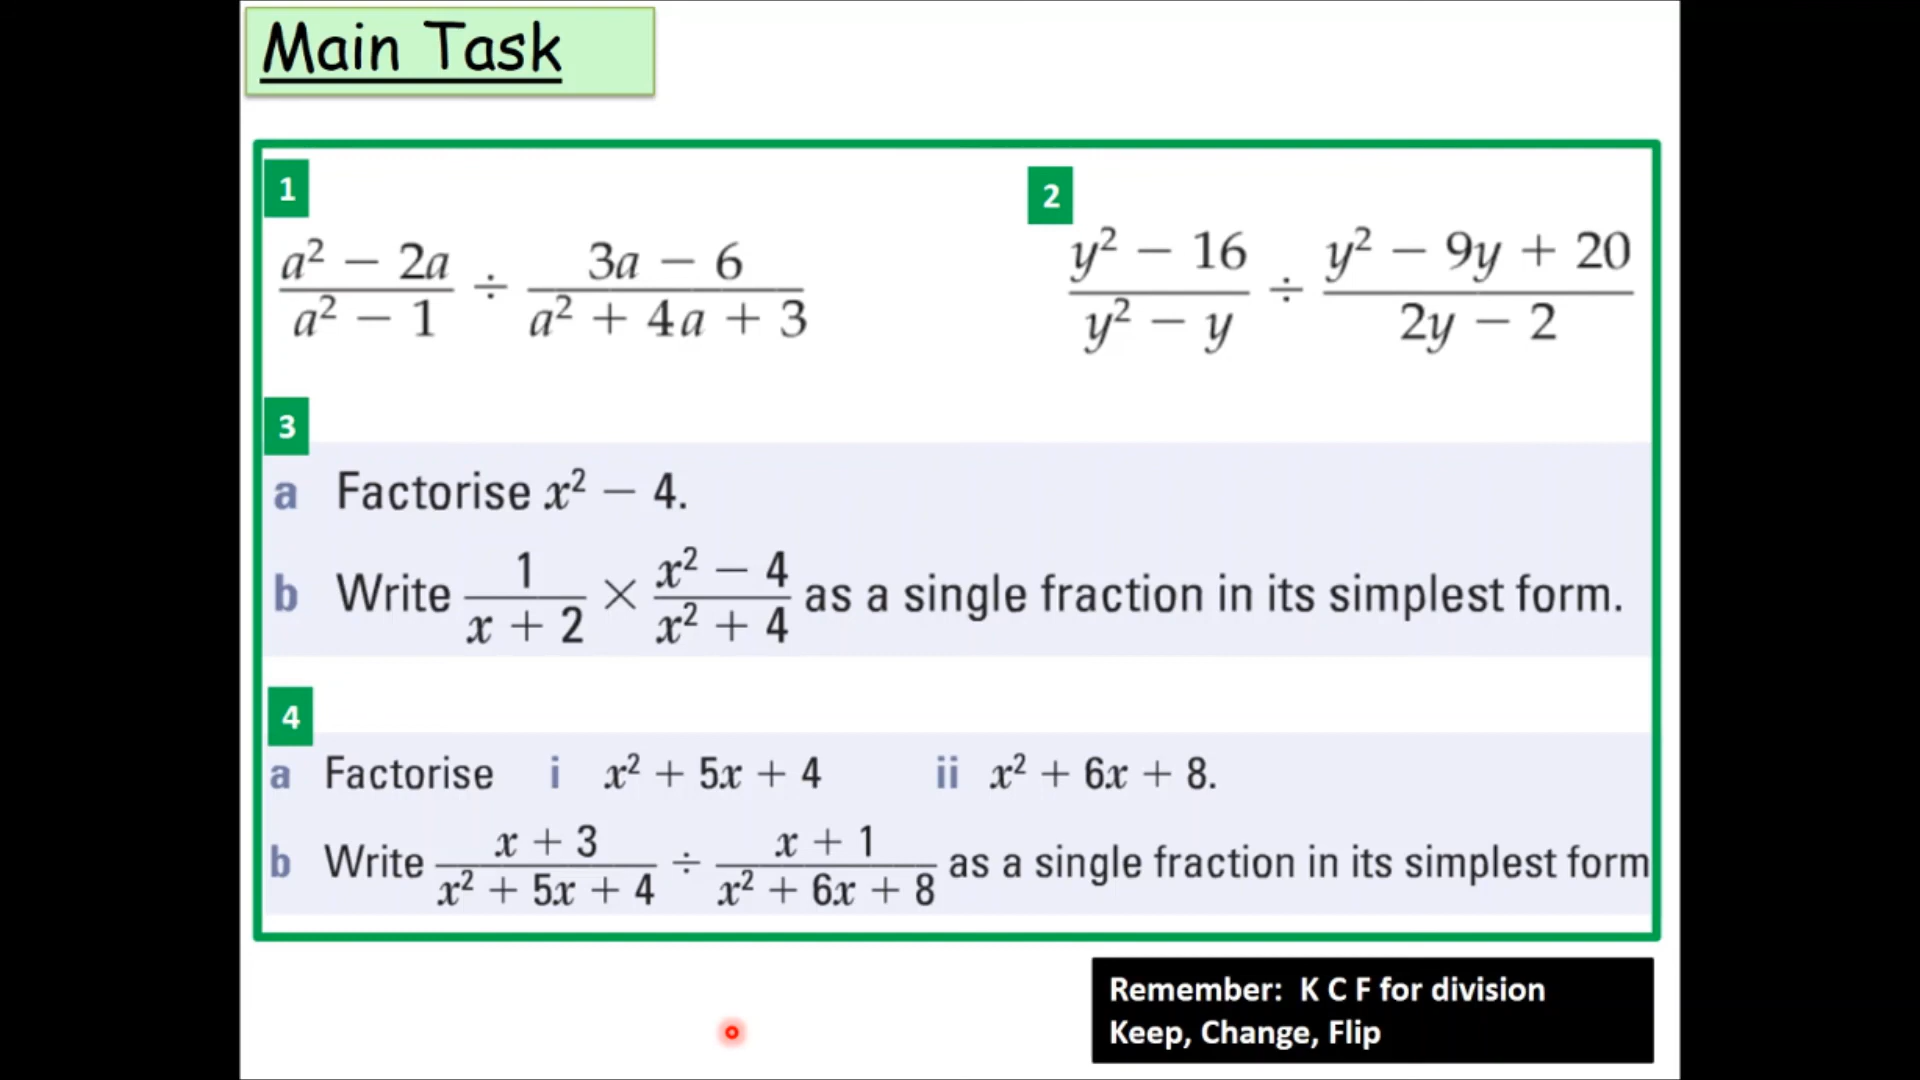 Main Task
1
(a² − 2a)/(a² − 1) ÷ (3a − 6)/(a² + 4a + 3)
2
(y² − 16)/(y² − y) ÷ (y² − 9y + 20)/(2y − 2)
3
a Factorise x² − 4.
b Write 1/(x + 2) × (x² − 4)/(x² + 4) as a single fraction in its simplest form.
4
a Factorise i x² + 5x + 4 ii x² + 6x + 8.
b Write (x + 3)/(x² + 5x + 4) ÷ (x + 1)/(x² + 6x + 8) as a single fraction in its simplest form
Remember: K C F for division
Keep, Change, Flip